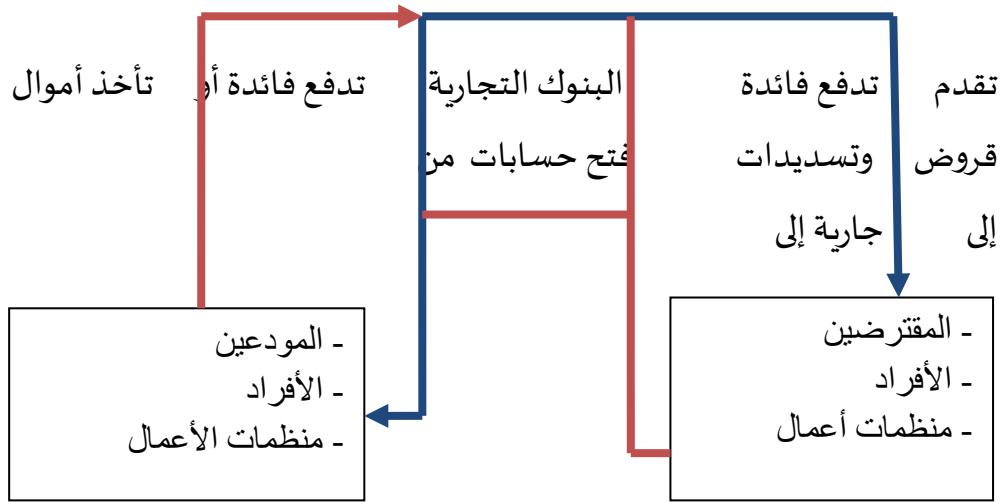 تقدم تدفع فائدة البنوك التجارية تدفع فائدة أو تأخذ أموال
قروض وتسديدات فتح حسابات من
إلى جارية إلى
- المقترضين
- الأفراد
- منظمات أعمال
- المودعين
- الأفراد
- منظمات الأعمال